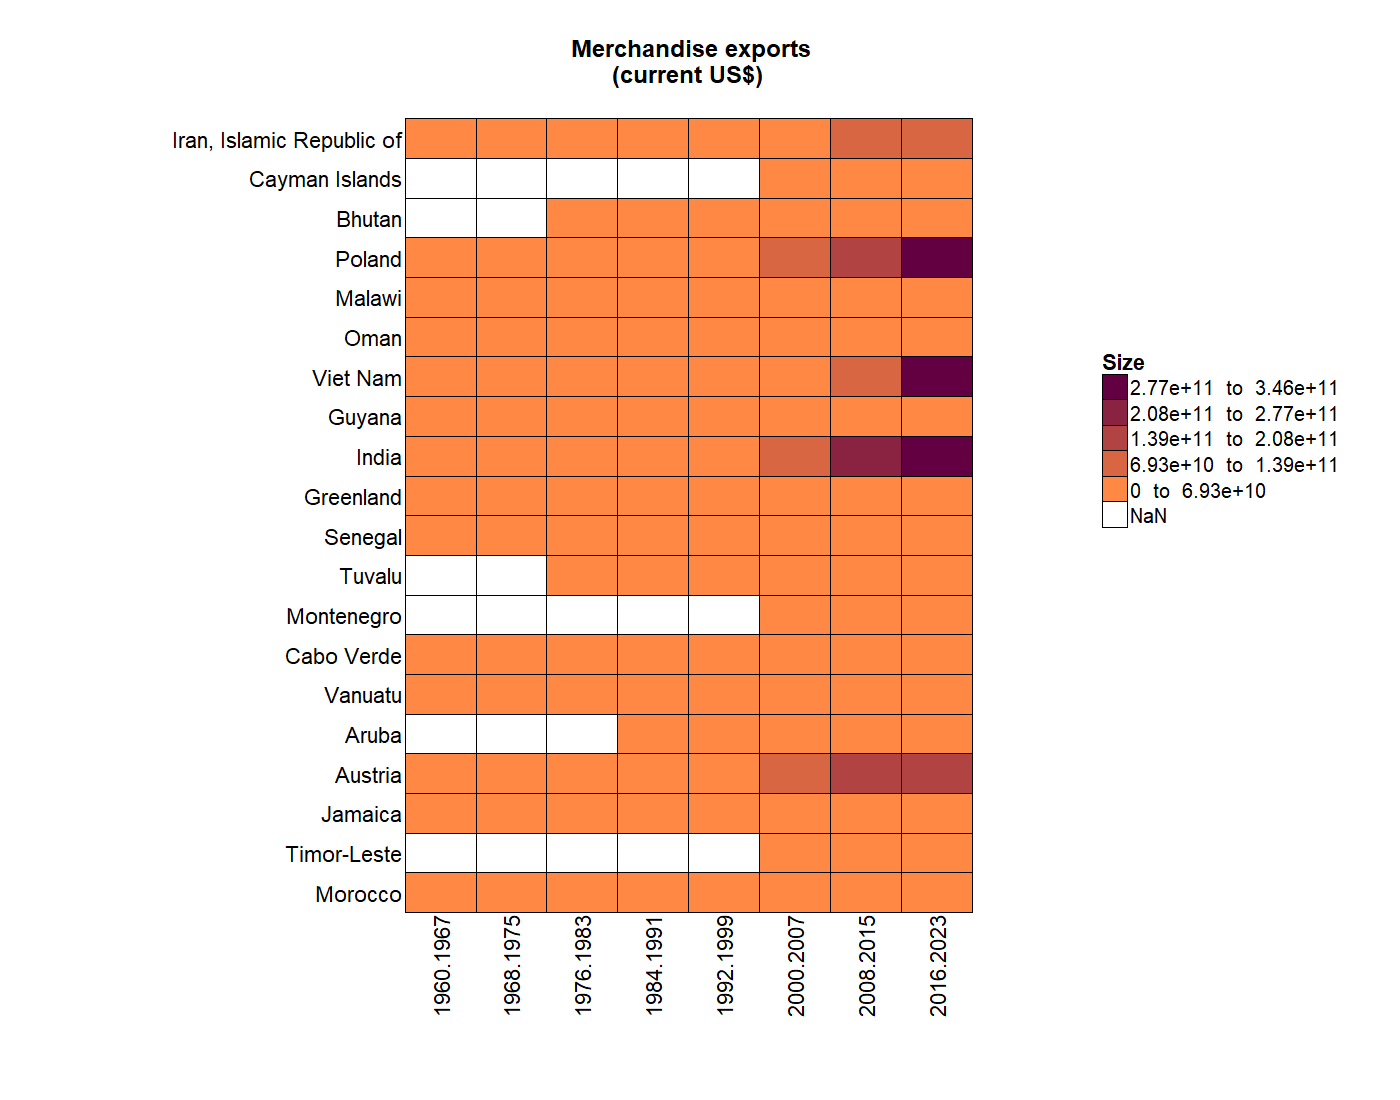 Merchandise exports
(current US$)
Iran, Islamic Republic of
Cayman Islands
Bhutan
Poland
Malawi
Oman
Viet Nam
Guyana
India
Greenland
Senegal
Tuvalu
Montenegro
Cabo Verde
Vanuatu
Aruba
Austria
Jamaica
Timor-Leste
Morocco
1960.1967
1968.1975
1976.1983
1984.1991
1992.1999
2000.2007
2008.2015
2016.2023
Size
2.77e+11 to 3.46e+11
2.08e+11 to 2.77e+11
1.39e+11 to 2.08e+11
6.93e+10 to 1.39e+11
0 to 6.93e+10
NaN